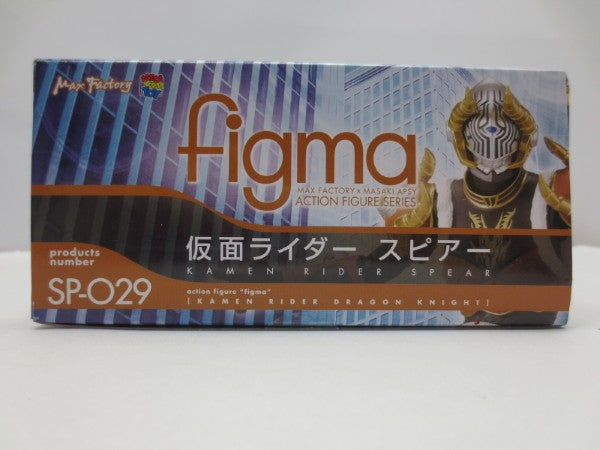 Max Factory
figma
MAX FACTORY × MASAKI APSY
ACTION FIGURE SERIES
products
number
SP-029
仮面ライダー スピアー
KAMEN RIDER SPEAR
action figure "figma"
[KAMEN RIDER DRAGON KNIGHT]